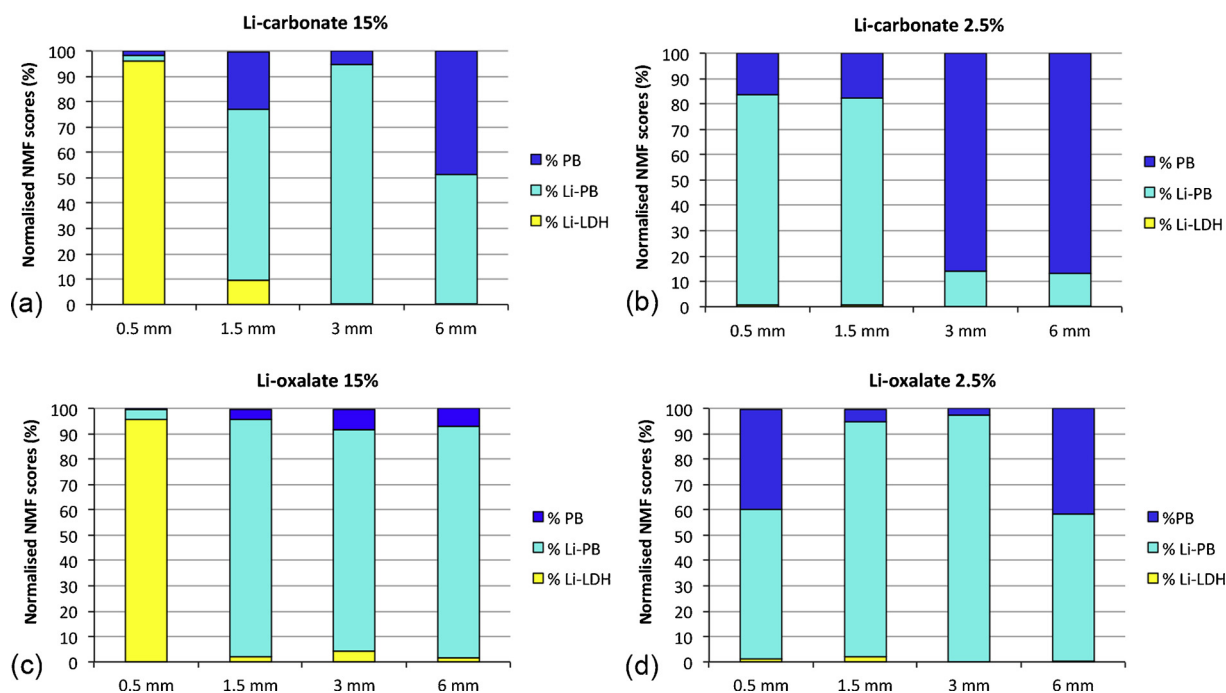 Li-carbonate 15%
Normalised NMF scores (%)
100
90
80
70
60
50
40
30
20
10
0
0.5 mm 1.5 mm 3 mm 6 mm
% PB
% Li-PB
% Li-LDH
(a)
Li-carbonate 2.5%
Normalised NMF scores (%)
100
90
80
70
60
50
40
30
20
10
0
0.5 mm 1.5 mm 3 mm 6 mm
% PB
% Li-PB
% Li-LDH
(b)
Li-oxalate 15%
Normalised NMF scores (%)
100
90
80
70
60
50
40
30
20
10
0
0.5 mm 1.5 mm 3 mm 6 mm
% PB
% Li-PB
% Li-LDH
(c)
Li-oxalate 2.5%
Normalised NMF scores (%)
100
90
80
70
60
50
40
30
20
10
0
0.5 mm 1.5 mm 3 mm 6 mm
%PB
% Li-PB
% Li-LDH
(d)